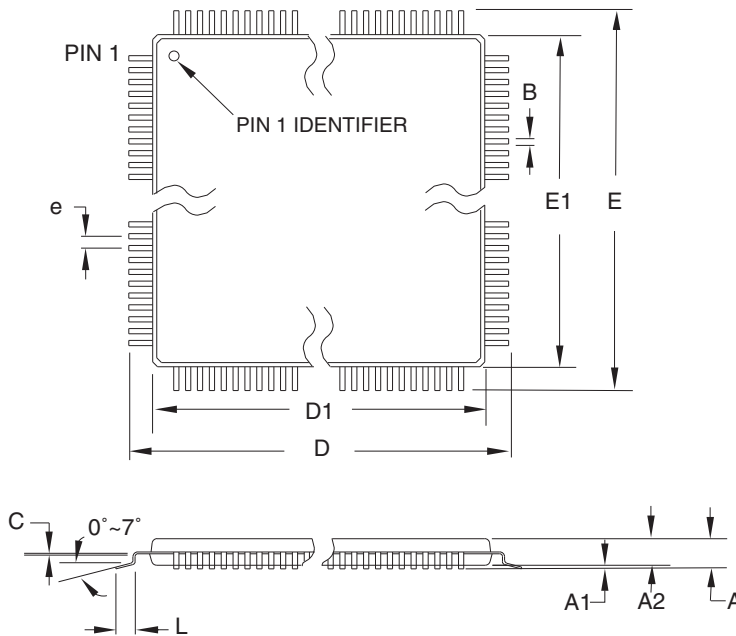 PIN 1
PIN 1 IDENTIFIER
B
e
E1
E
D1
D
C
0°~7°
L
A1
A2
A